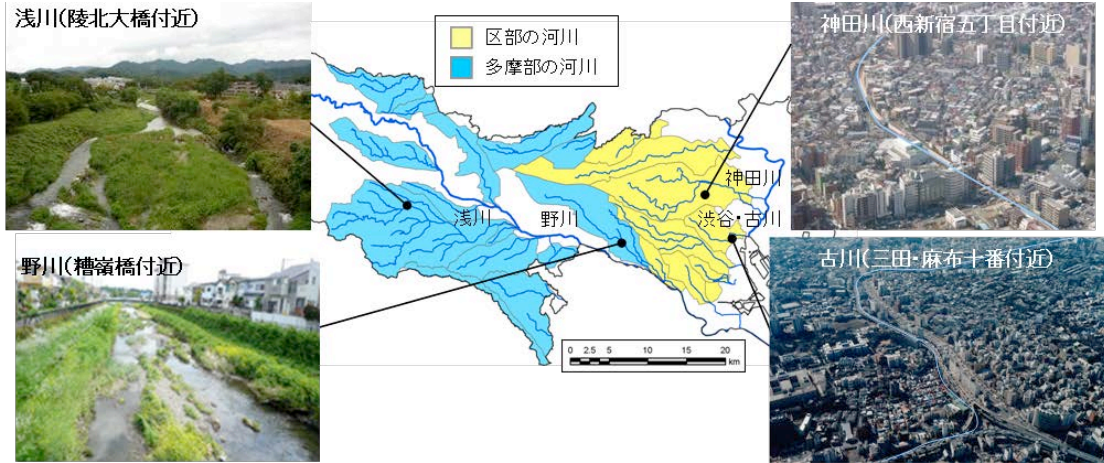 浅川(陵北大橋付近)
区部の河川
多摩部の河川
神田川(西新宿五丁目付近)
神田川
浅川
野川
渋谷・古川
野川(糟嶺橋付近)
古川(三田・麻布十番付近)
0 2.5 5 10 15 20
km